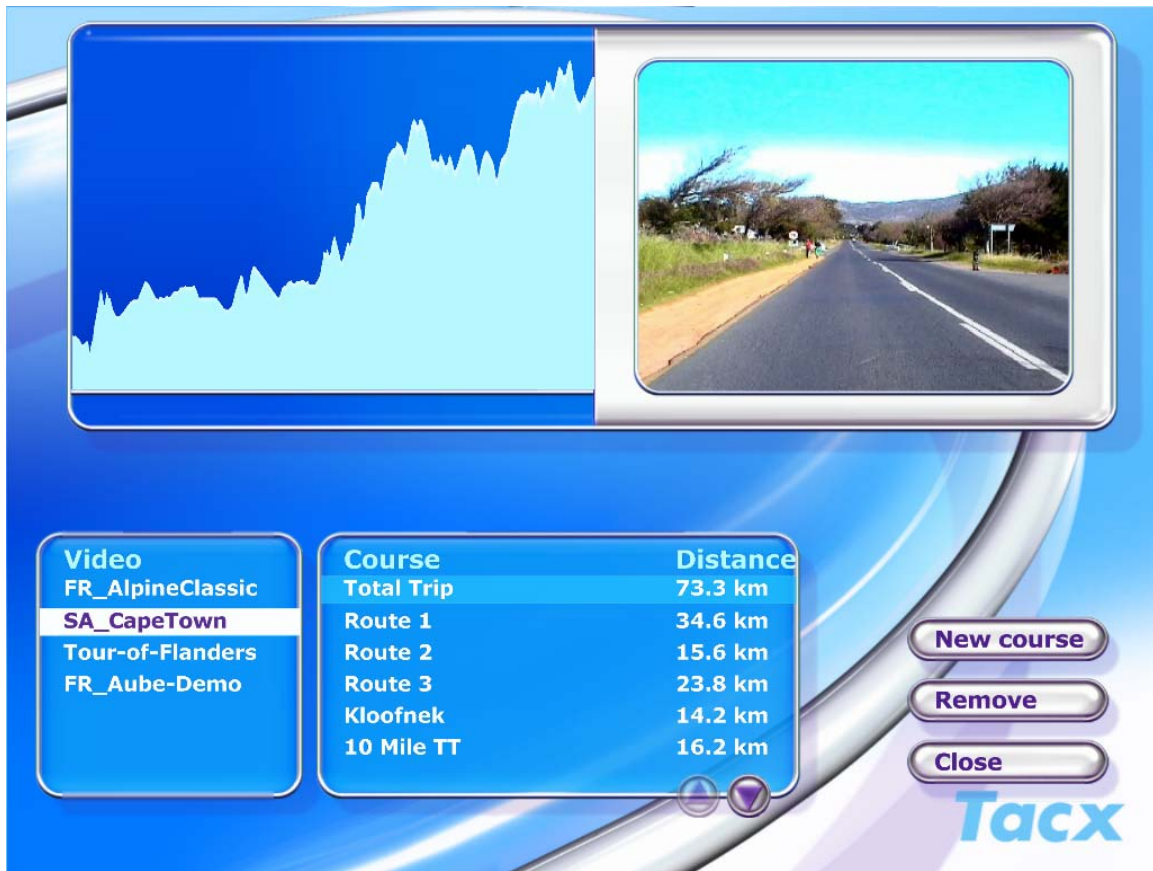 Video
FR_AlpineClassic
SA_CapeTown
Tour-of-Flanders
FR_Aube-Demo
Course Distance
Total Trip 73.3 km
Route 1 34.6 km
Route 2 15.6 km
Route 3 23.8 km
Kloofnek 14.2 km
10 Mile TT 16.2 km
New course
Remove
Close
Tacx